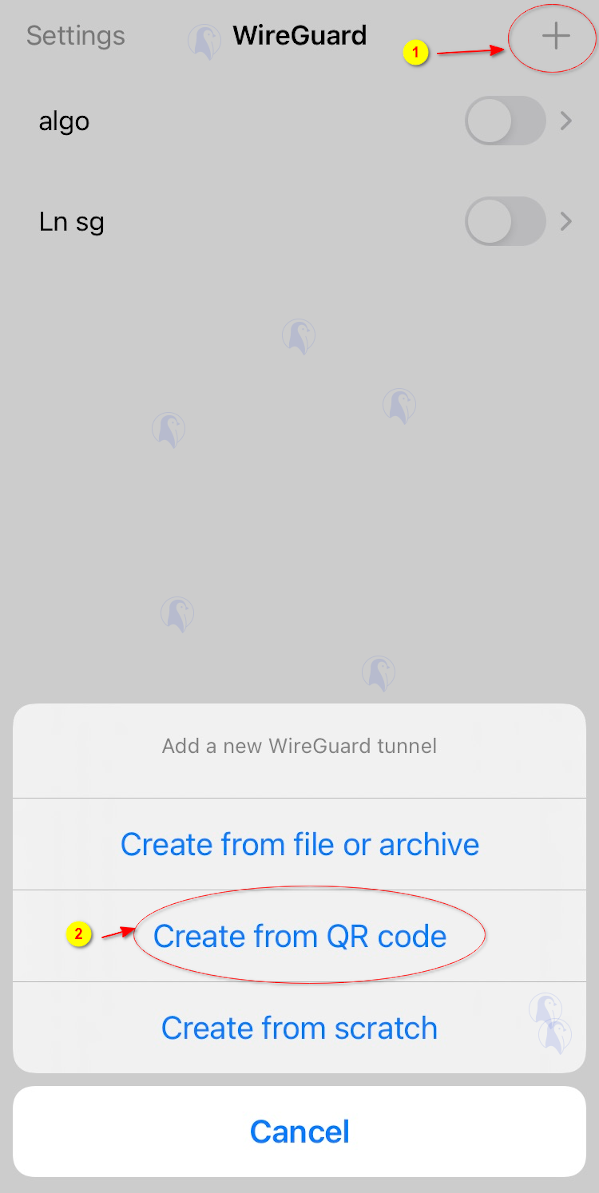 Settings WireGuard 1 +
algo
Ln sg
Add a new WireGuard tunnel
Create from file or archive
2 Create from QR code
Create from scratch
Cancel